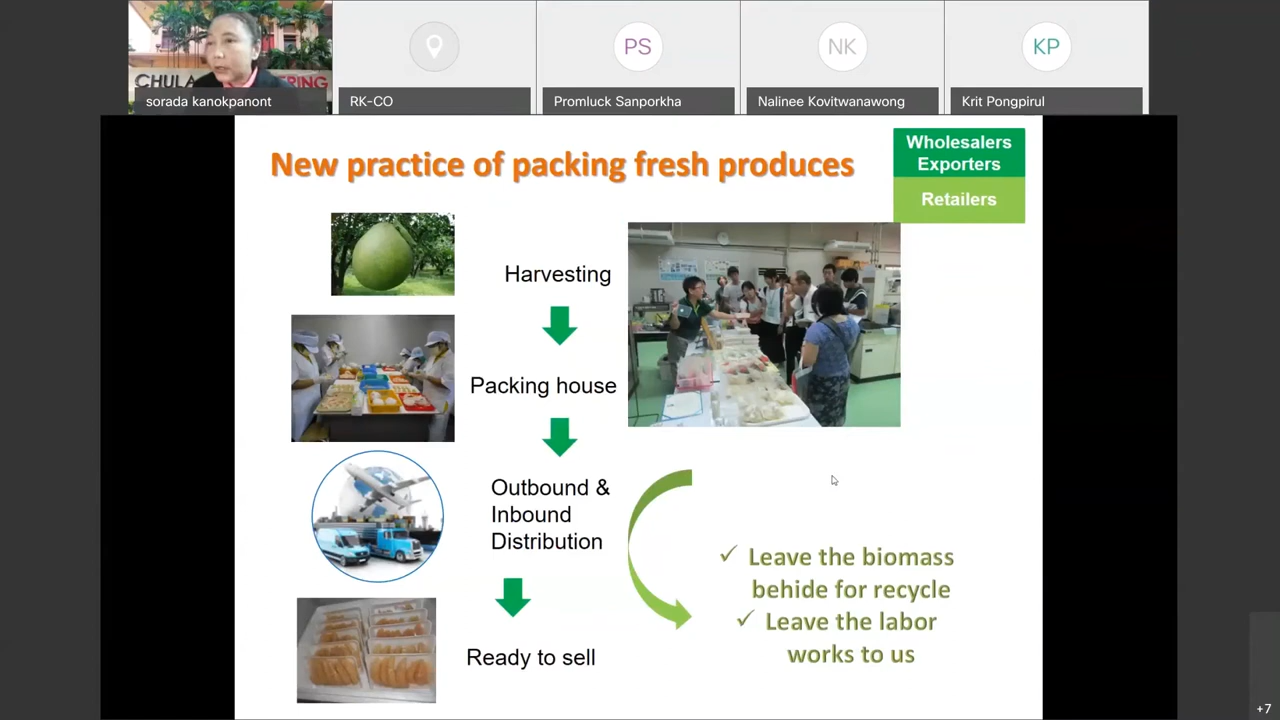 CHULA
ERING
PS
NK
KP
sorada kanokpanont
RK-CO
Promluck Sanporkha
Nalinee Kovitwanawong
Krit Pongpirul
New practice of packing fresh produces
Wholesalers
Exporters
Retailers
Harvesting
Packing house
Outbound &
Inbound
Distribution
Ready to sell
✓ Leave the biomass
behide for recycle
✓ Leave the labor
works to us
+7